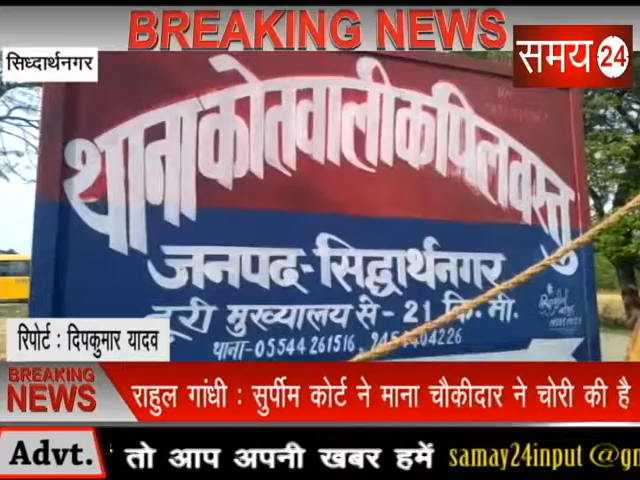 BREAKING NEWS
सिध्दार्थनगर
समय 24
थाना कोतवाली कपिलवस्तु
जनपद-सिद्धार्थनगर
दूरी मुख्यालय से - 21 कि.मी.
थाना-05544 261516,
रिपोर्ट : दिपकुमार यादव
BREAKING NEWS
राहुल गांधी : सुर्पीम कोर्ट ने माना चौकीदार ने चोरी की है
Advt.
तो आप अपनी खबर हमें samay24input @gm